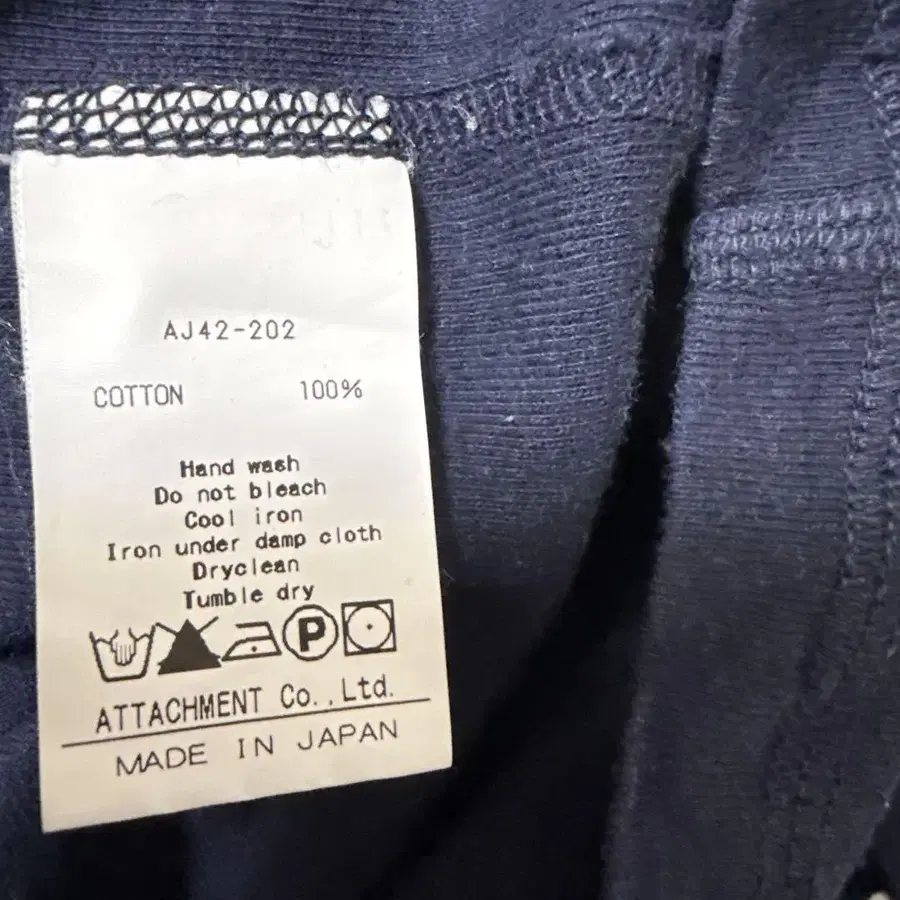 AJ42-202
COTTON 100%
Hand wash
Do not bleach
Cool iron
Iron under damp cloth
Dryclean
Tumble dry
P
ATTACHMENT Co.,Ltd.
MADE IN JAPAN